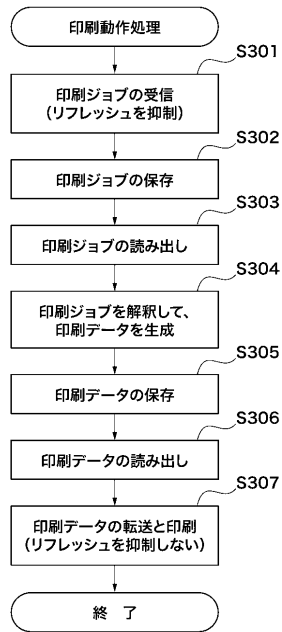 印刷動作処理
S301
印刷ジョブの受信
(リフレッシュを抑制)
S302
印刷ジョブの保存
S303
印刷ジョブの読み出し
S304
印刷ジョブを解釈して、
印刷データを生成
S305
印刷データの保存
S306
印刷データの読み出し
S307
印刷データの転送と印刷
(リフレッシュを抑制しない)
終 了